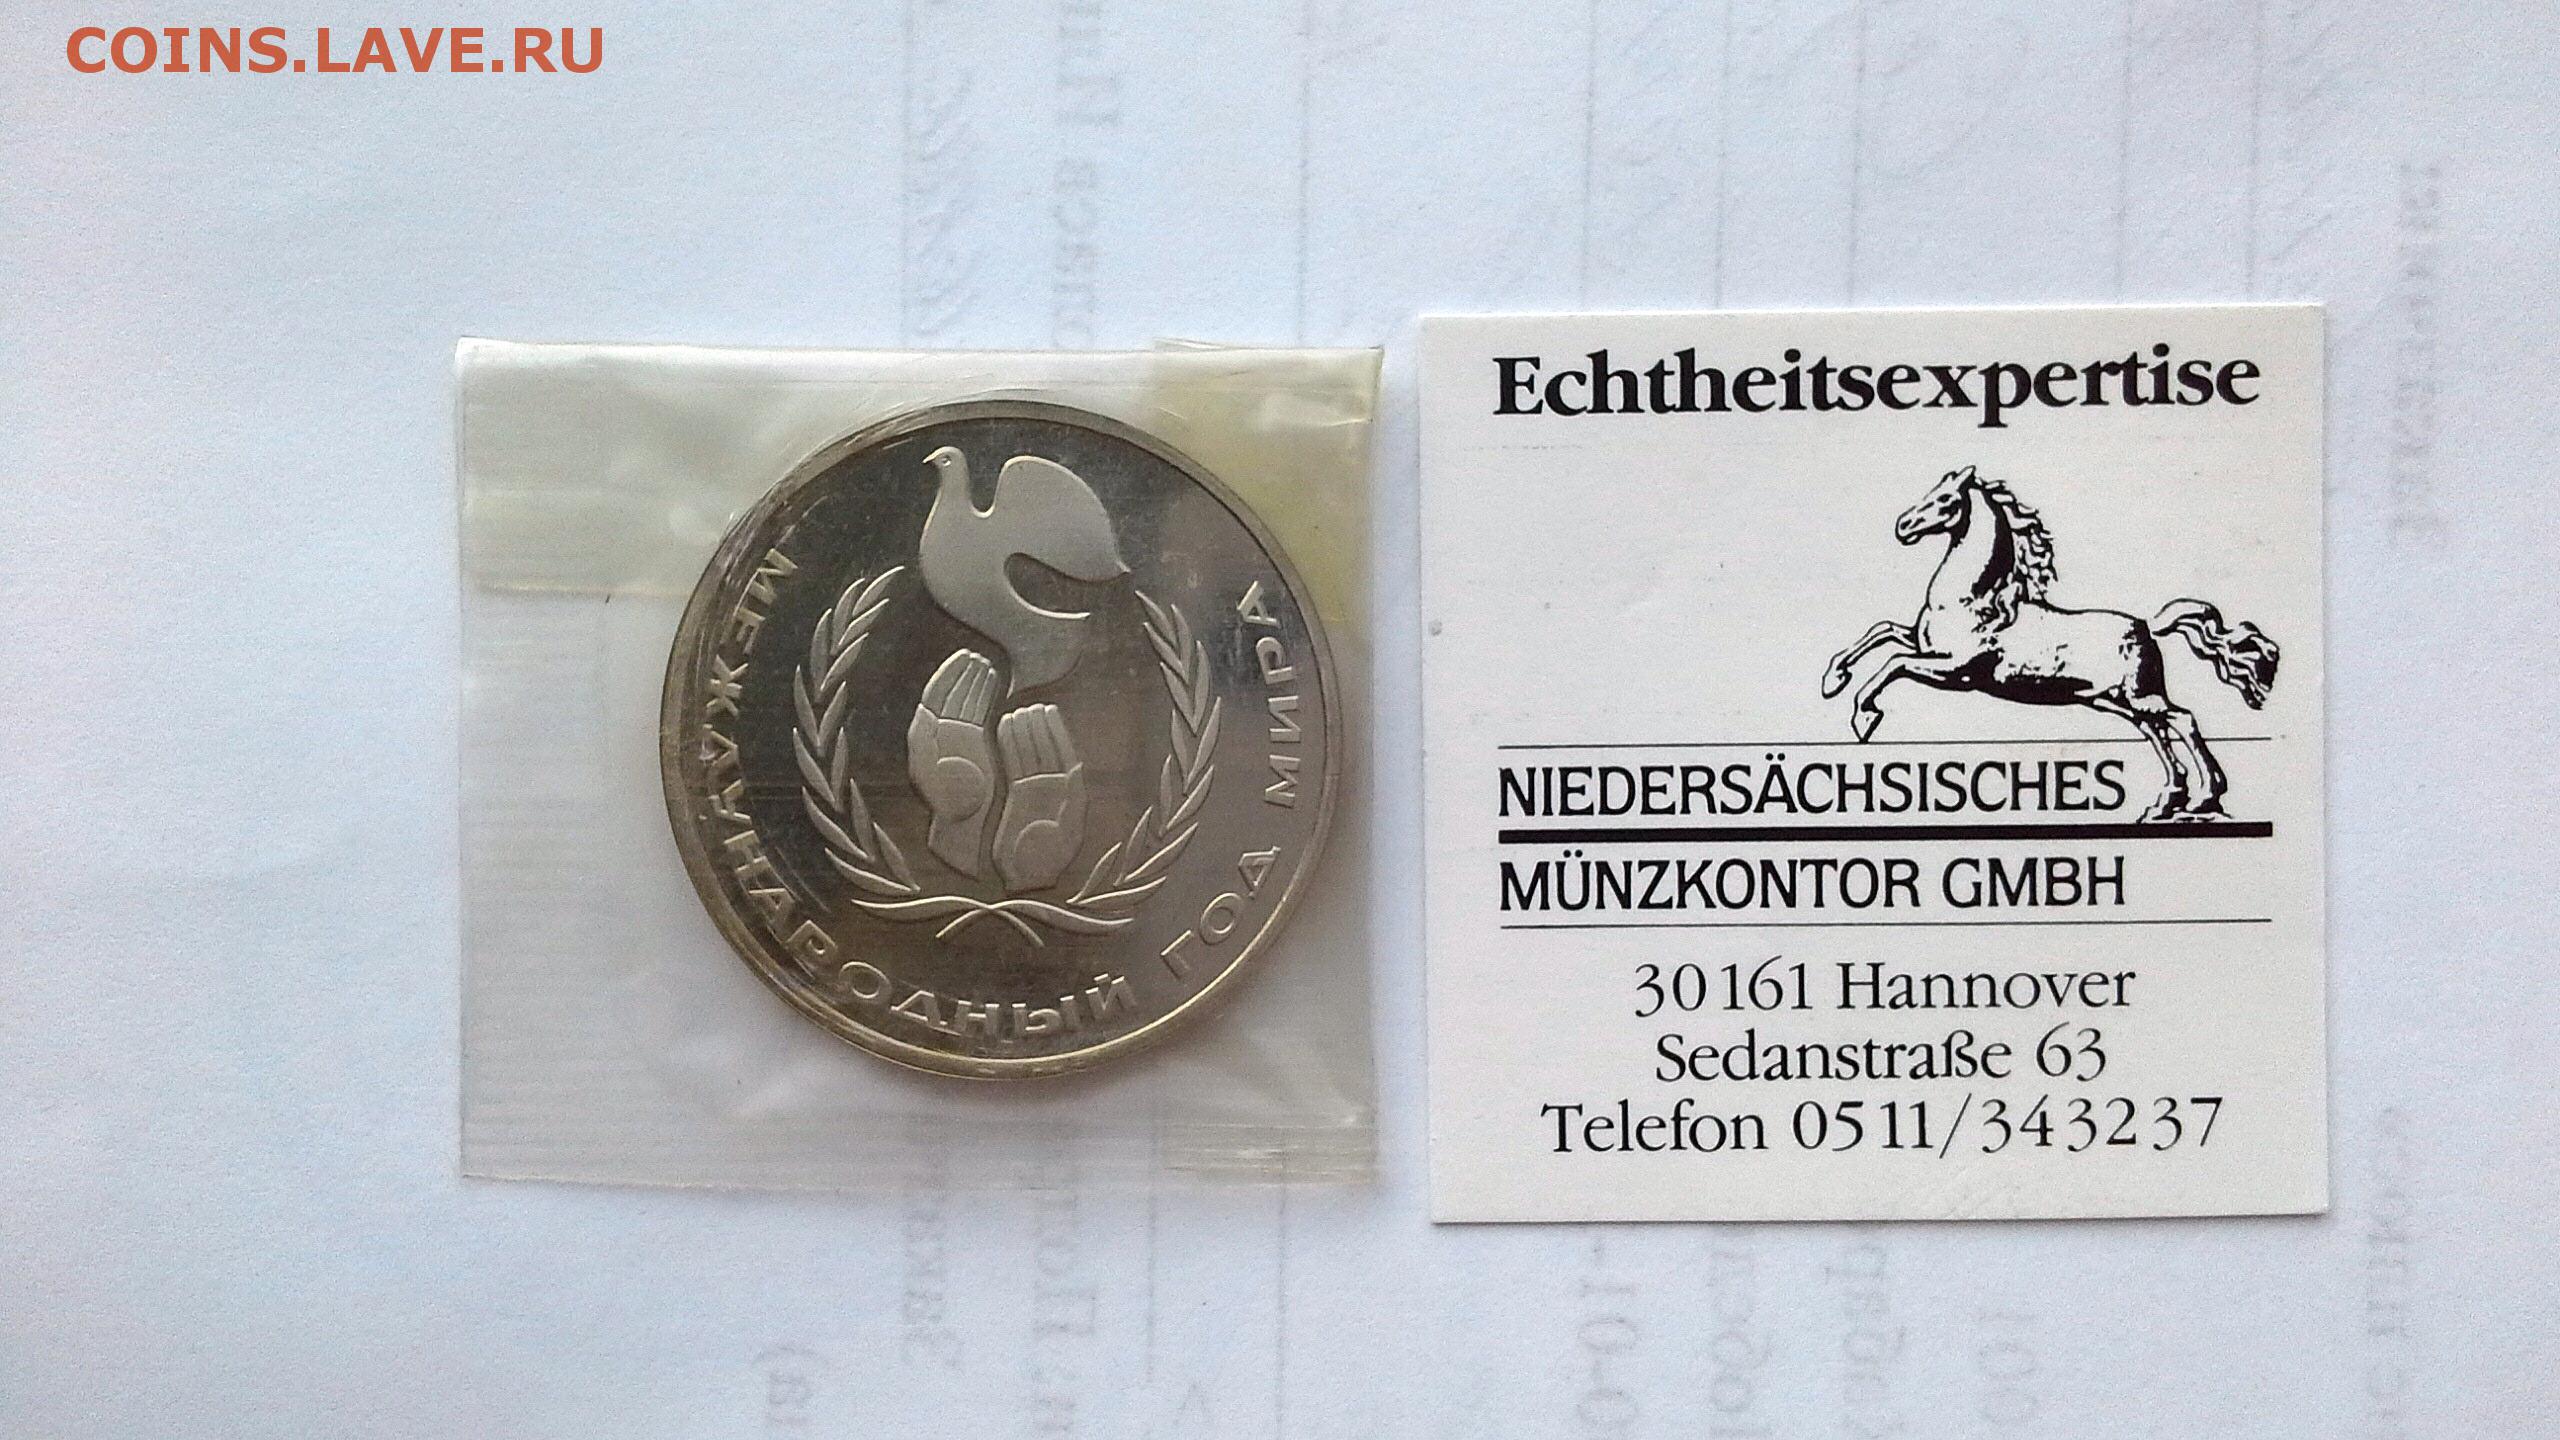 COINS.LAVE.RU
МЕЖДУНАРОДНЫЙ ГОД МИРА
Echtheitsexpertise
NIEDERSÄCHSISCHES
MÜNZKONTOR GMBH
30161 Hannover
Sedanstraße 63
Telefon 0511/343237